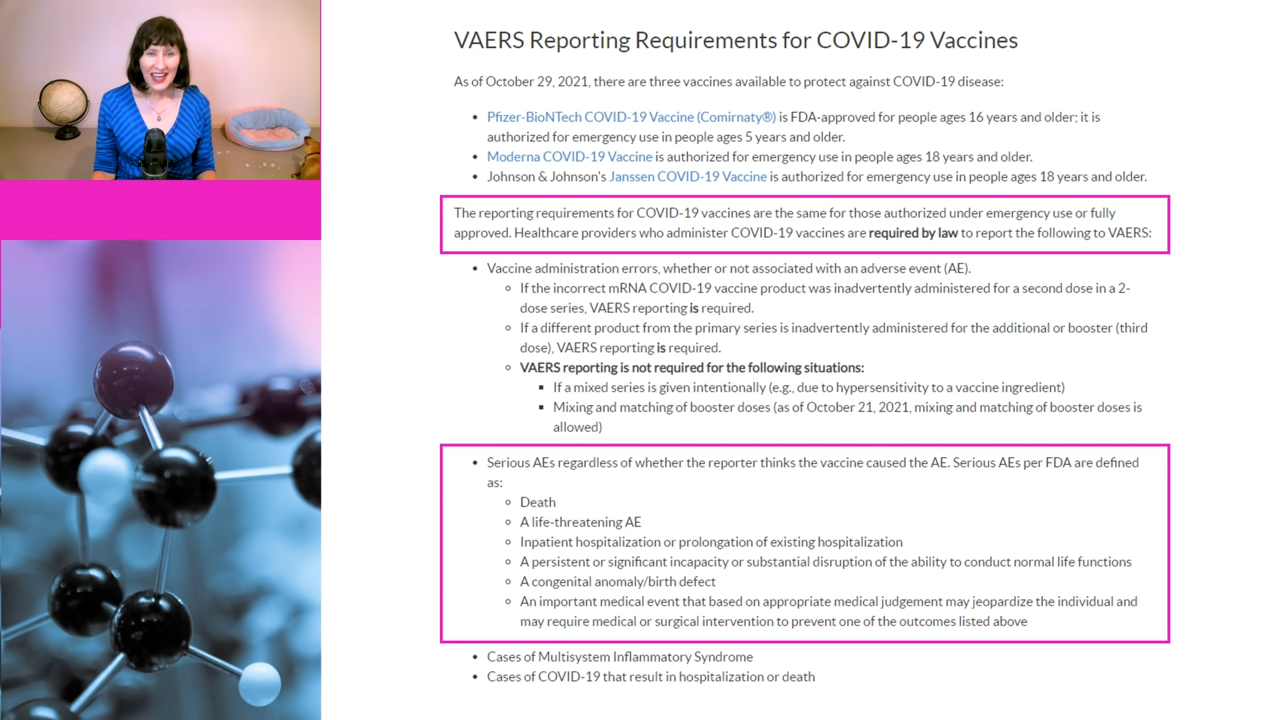 VAERS Reporting Requirements for COVID-19 Vaccines
As of October 29, 2021, there are three vaccines available to protect against COVID-19 disease:
• Pfizer-BioNTech COVID-19 Vaccine (Comirnaty®) is FDA-approved for people ages 16 years and older; it is
authorized for emergency use in people ages 5 years and older.
• Moderna COVID-19 Vaccine is authorized for emergency use in people ages 18 years and older.
• Johnson & Johnson's Janssen COVID-19 Vaccine is authorized for emergency use in people ages 18 years and older.
The reporting requirements for COVID-19 vaccines are the same for those authorized under emergency use or fully
approved. Healthcare providers who administer COVID-19 vaccines are required by law to report the following to VAERS:
• Vaccine administration errors, whether or not associated with an adverse event (AE).
◦ If the incorrect mRNA COVID-19 vaccine product was inadvertently administered for a second dose in a 2-
dose series, VAERS reporting is required.
◦ If a different product from the primary series is inadvertently administered for the additional or booster (third
dose), VAERS reporting is required.
◦ VAERS reporting is not required for the following situations:
▪ If a mixed series is given intentionally (e.g., due to hypersensitivity to a vaccine ingredient)
▪ Mixing and matching of booster doses (as of October 21, 2021, mixing and matching of booster doses is
allowed)
• Serious AEs regardless of whether the reporter thinks the vaccine caused the AE. Serious AEs per FDA are defined
as:
◦ Death
◦ A life-threatening AE
◦ Inpatient hospitalization or prolongation of existing hospitalization
◦ A persistent or significant incapacity or substantial disruption of the ability to conduct normal life functions
◦ A congenital anomaly/birth defect
◦ An important medical event that based on appropriate medical judgement may jeopardize the individual and
may require medical or surgical intervention to prevent one of the outcomes listed above
• Cases of Multisystem Inflammatory Syndrome
• Cases of COVID-19 that result in hospitalization or death